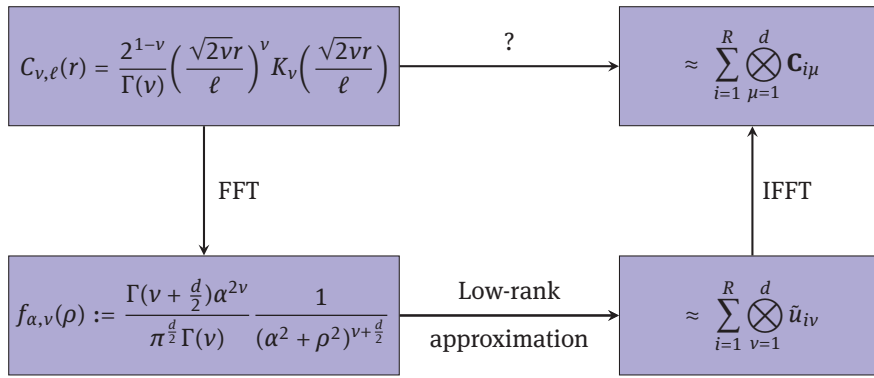 C_{ν,ℓ}(r) = \frac{2^{1-ν}}{Γ(ν)} \left( \frac{\sqrt{2ν}r}{ℓ} \right)^ν K_ν \left( \frac{\sqrt{2ν}r}{ℓ} \right)
?
≈ \sum_{i=1}^{R} \bigotimes_{μ=1}^{d} \mathbf{C}_{iμ}
FFT
IFFT
f_{α,ν}(ρ) := \frac{Γ(ν + \frac{d}{2})α^{2ν}}{π^{\frac{d}{2}}Γ(ν)} \frac{1}{(α^2 + ρ^2)^{ν+\frac{d}{2}}}
Low-rank
approximation
≈ \sum_{i=1}^{R} \bigotimes_{ν=1}^{d} \tilde{u}_{iν}